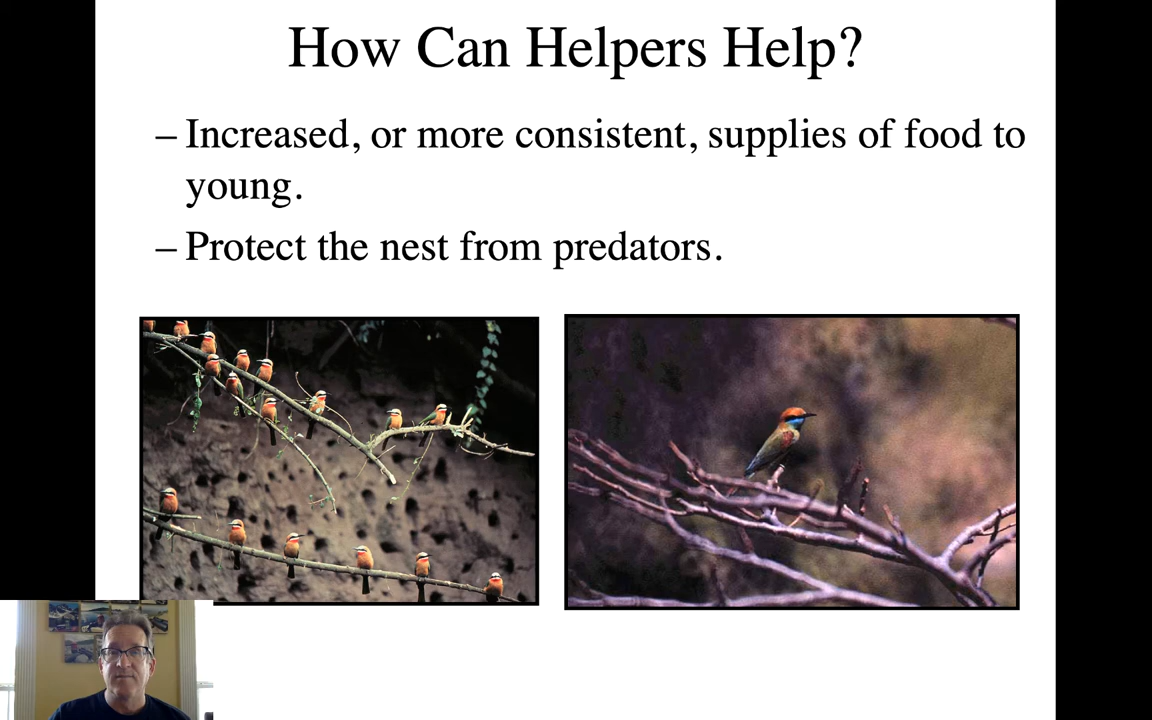 How Can Helpers Help?
– Increased, or more consistent, supplies of food to
young.
– Protect the nest from predators.